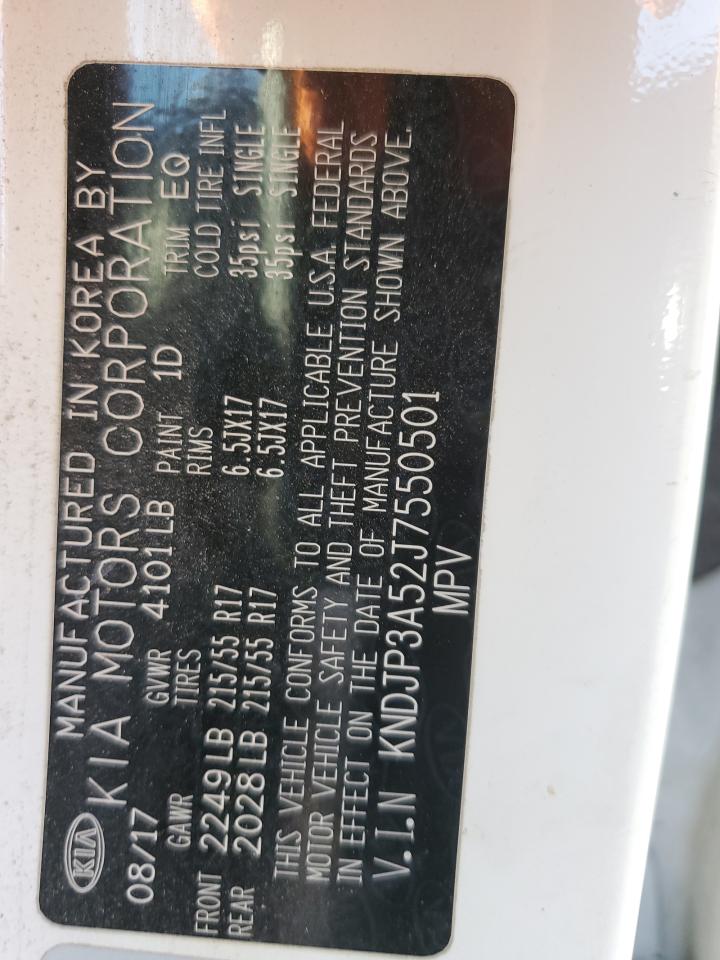 MANUFACTURED IN KOREA BY
KIA KIA MOTORS CORPORATION
08/17 GVWR 4101LB PAINT 1D TRIM EQ
GAWR TIRES RIMS COLD TIRE INFL
FRONT 2249LB 215/55 R17 6.5JX17 35psi SINGLE
REAR 2028LB 215/55 R17 6.5JX17 35psi SINGLE
THIS VEHICLE CONFORMS TO ALL APPLICABLE U.S.A. FEDERAL
MOTOR VEHICLE SAFETY AND THEFT PREVENTION STANDARDS
IN EFFECT ON THE DATE OF MANUFACTURE SHOWN ABOVE.
V.I.N KNDJP3A52J7550501
MPV